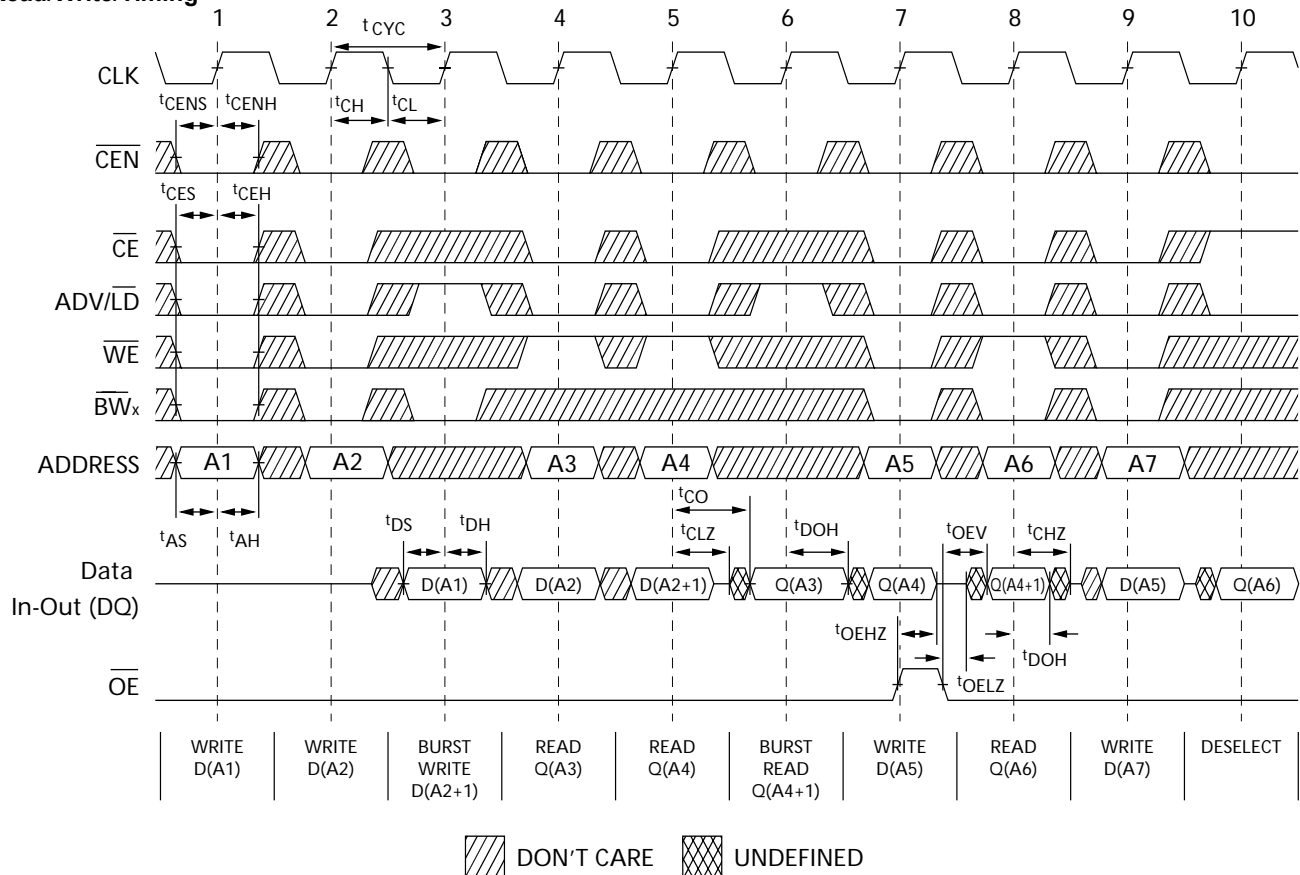 Read/Write/Timing
1 2 3 4 5 6 7 8 9 10
tCYC
CLK
tCENS tCENH tCH tCL
CEN
tCES tCEH
CE
ADV/LD
WE
BWx
ADDRESS A1 A2 A3 A4 A5 A6 A7
tCO
tAS tAH tDS tDH tCLZ tDOH tOEV tCHZ
Data
In-Out (DQ) D(A1) D(A2) D(A2+1) Q(A3) Q(A4) Q(A4+1) D(A5) Q(A6)
tOEHZ tDOH
tOELZ
OE
WRITE
D(A1)
WRITE
D(A2)
BURST
WRITE
D(A2+1)
READ
Q(A3)
READ
Q(A4)
BURST
READ
Q(A4+1)
WRITE
D(A5)
READ
Q(A6)
WRITE
D(A7)
DESELECT
DON'T CARE UNDEFINED